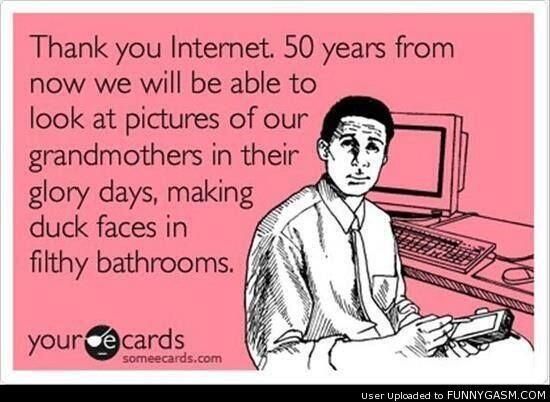 Thank you Internet. 50 years from
now we will be able to
look at pictures of our
grandmothers in their
glory days, making
duck faces in
filthy bathrooms.
your e cards
someecards.com
User Uploaded to FUNNYGASM.COM